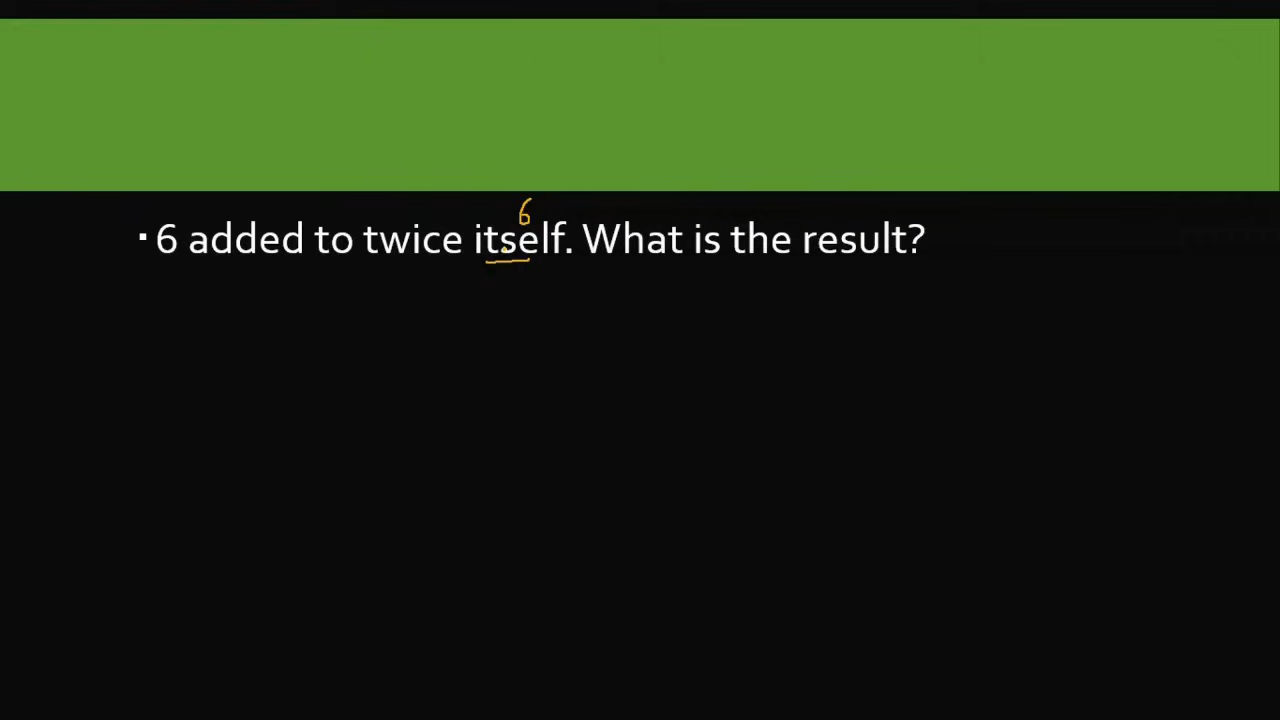 6
▪ 6 added to twice itself. What is the result?